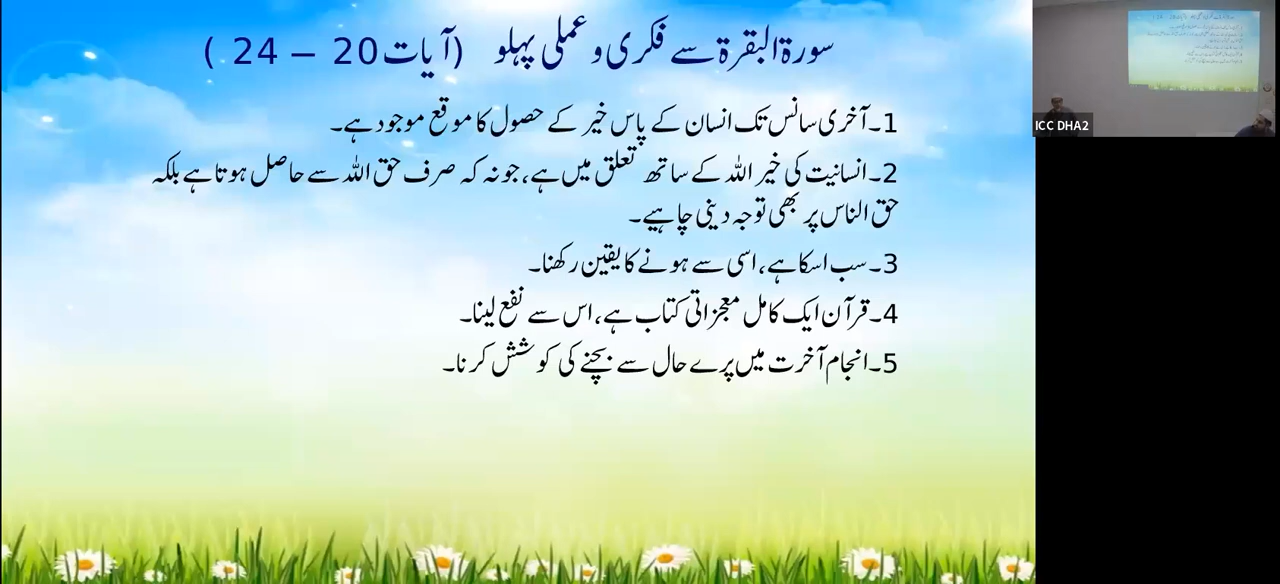 سورۃ البقرۃ سے فکری و عملی پہلو (آیات 20 – 24 )
1۔آخری سانس تک انسان کے پاس خیر کے حصول کا موقع موجود ہے۔
2۔انسانیت کی خیر اللہ کے ساتھ تعلق میں ہے، جو نہ کہ صرف حق اللہ سے حاصل ہوتا ہے بلکہ
حق الناس پر بھی توجہ دینی چاہیے۔
3۔سب اسکا ہے، اسی سے ہونے کا یقین رکھنا۔
4۔قرآن ایک کامل معجزاتی کتاب ہے، اس سے نفع لینا۔
5۔انجام آخرت میں پرے حال سے بچنے کی کوشش کرنا۔
ICC DHA2